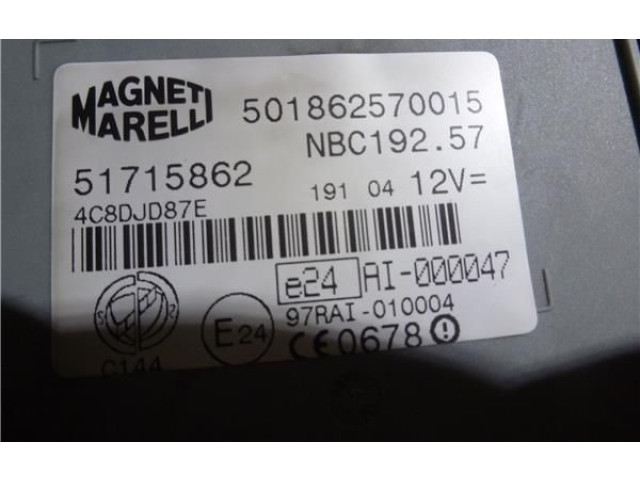 MAGNETI
MARELLI
501862570015
NBC192.57
51715862
191 04 12V=
4C8DJD87E
e24 AI-000047
97RAI-010004
E24
CE0678
C144